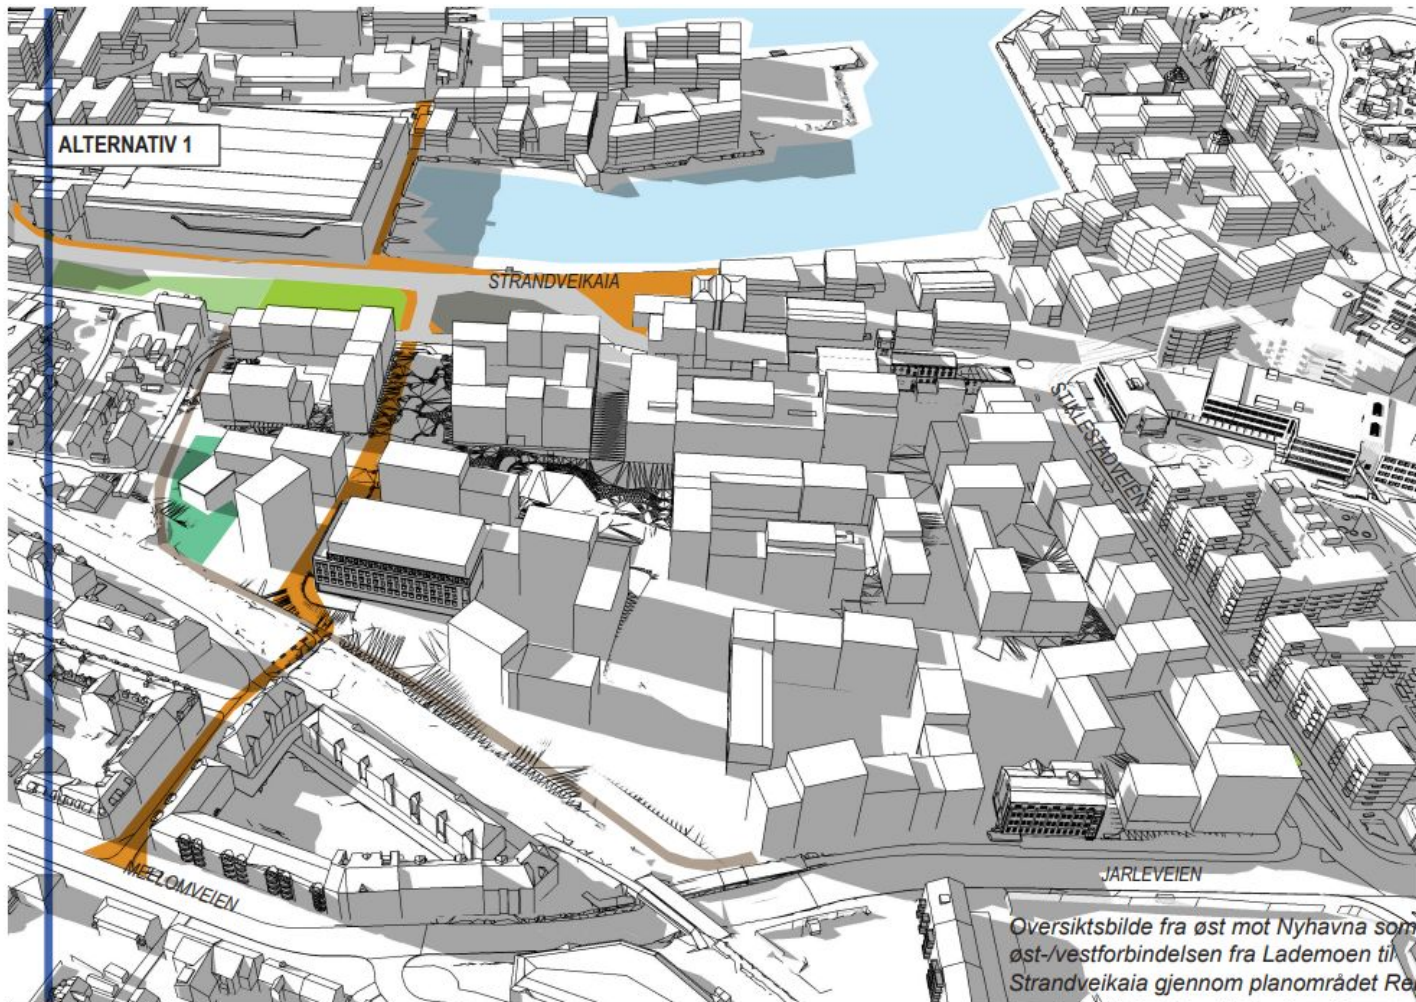 ALTERNATIV 1
STRANDVEIKAIA
STIKLESTADVEIEN
MELLOMVEIEN
JARLEVEIEN
Oversiktsbilde fra øst mot Nyhavna som
øst-/vestforbindelsen fra Lademoen til
Strandveikaia gjennom planområdet